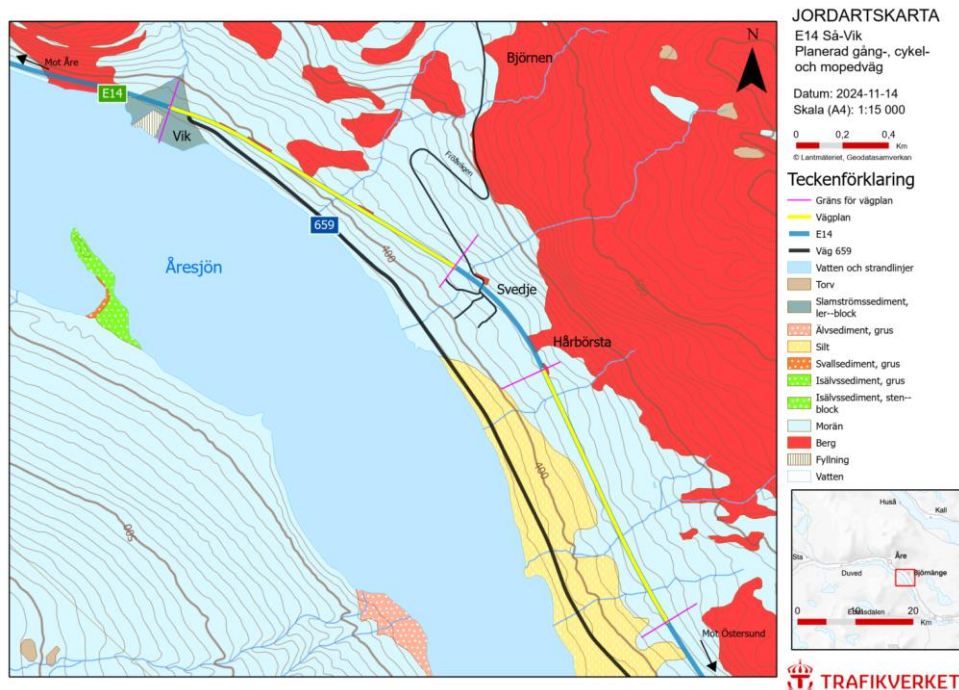 JORDARTSKARTA
E14 Så-Vik
Planerad gång-, cykel-
och mopedväg
Datum: 2024-11-14
Skala (A4): 1:15 000
0 0,2 0,4
Km
© Lantmäteriet, Geodatasamverkan
Teckenförklaring
Gräns för vägplan
Vägplan
E14
Väg 659
Vatten och strandlinjer
Torv
Slamströmssediment,
ler--block
Älvsediment, grus
Silt
Svallsediment, grus
Isälvssediment, grus
Isälvssediment, sten--
block
Morän
Berg
Fyllning
Vatten
N
Mot Åre
E14
Vik
Björnen
Fröåvägen
659
400
Åresjön
Svedje
Hårbörsta
400
500
Mot Östersund
Huså
Kall
Sta
Åre
Duved
Björnänge
0 10 20
Km
TRAFIKVERKET